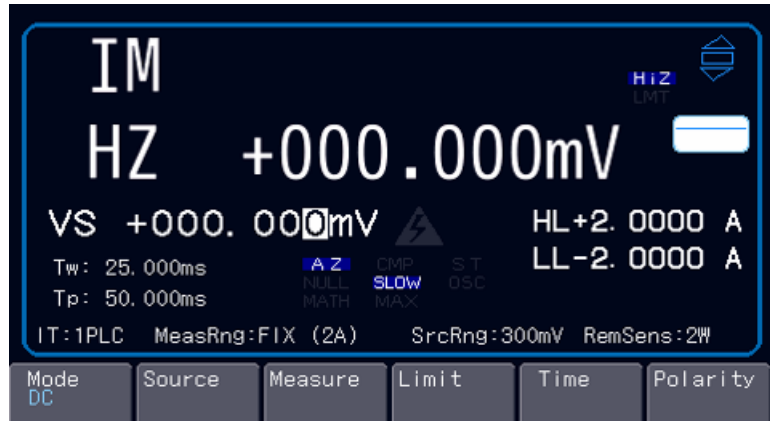 IM
HiZ
LMT
HZ +000.000mV
VS +000.000mV HL+2.0000 A
LL-2.0000 A
Tw: 25.000ms AZ CMP ST
NULL SLOW OSC
Tp: 50.000ms MATH MAX
IT:1PLC MeasRng:FIX (2A) SrcRng:300mV RemSens:2W
Mode Source Measure Limit Time Polarity
DC